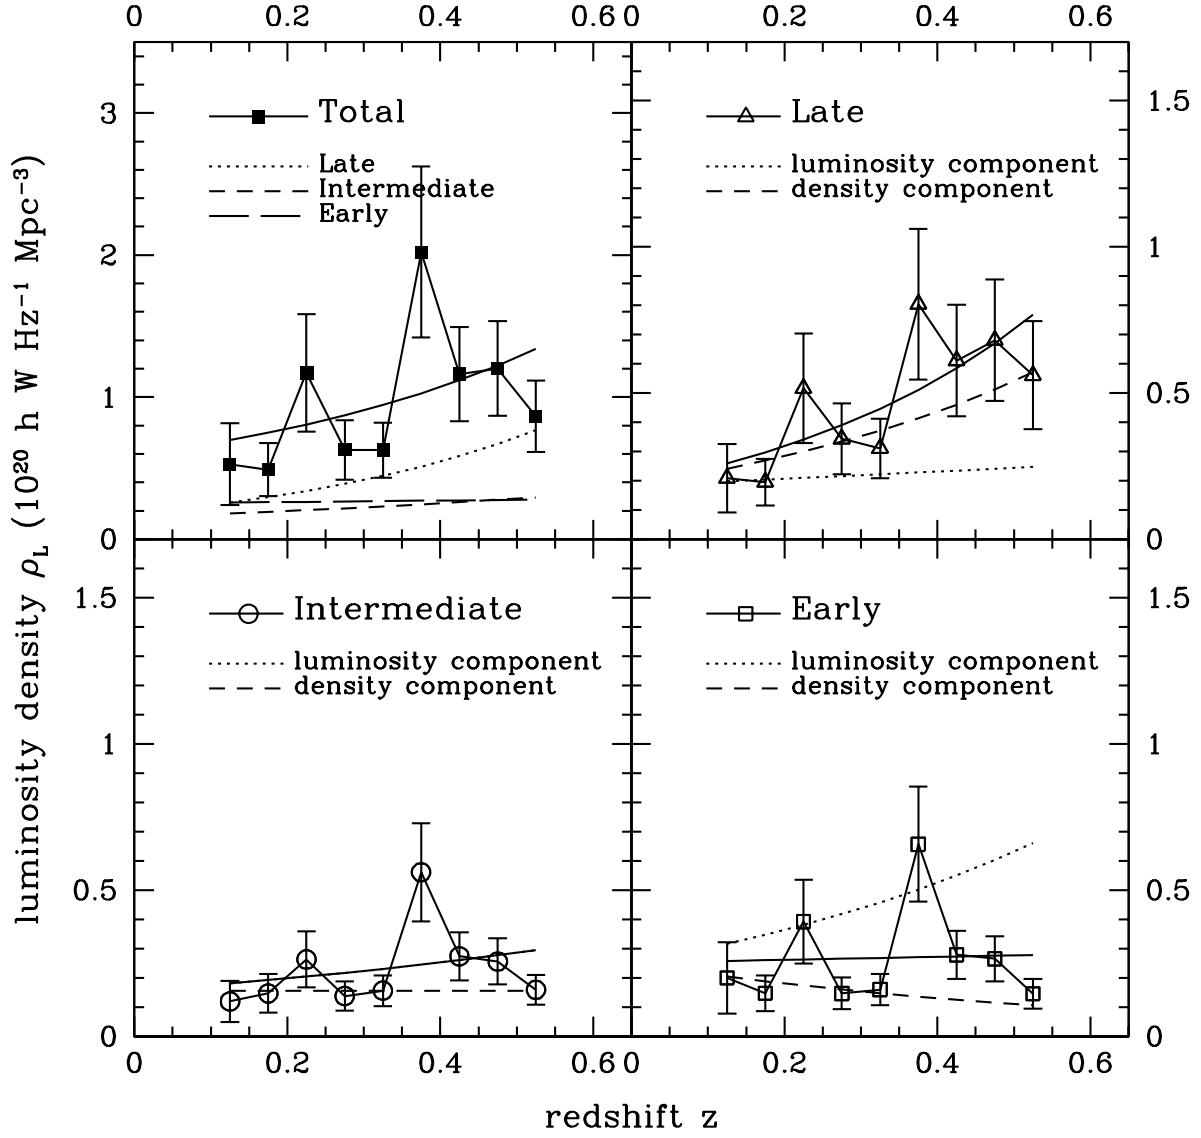 0 0.2 0.4 0.6 0 0.2 0.4 0.6
Total
Late
Intermediate
Early
3
2
1
0
Late
luminosity component
density component
1.5
1
0.5
0
Intermediate
luminosity component
density component
1.5
1
0.5
0
Early
luminosity component
density component
1.5
1
0.5
0
0 0.2 0.4 0.6 0 0.2 0.4 0.6
redshift z
luminosity density ρL (10²⁰ h W Hz⁻¹ Mpc⁻³)